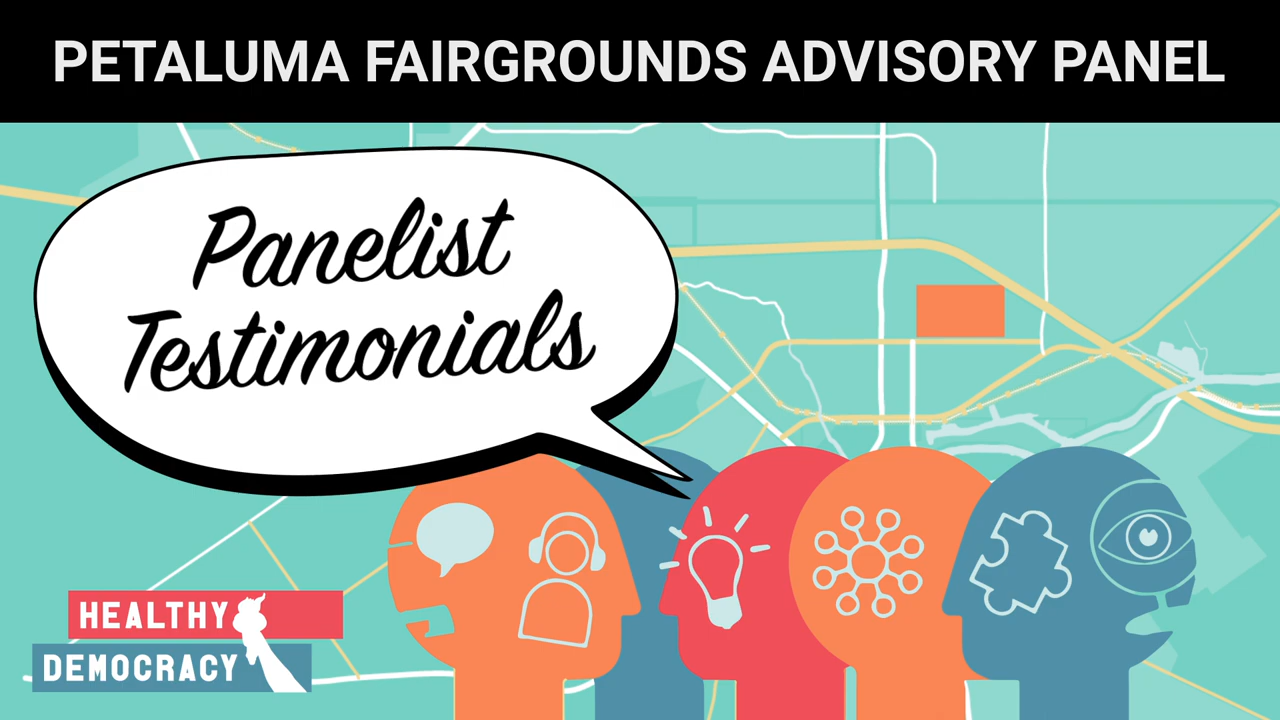 PETALUMA FAIRGROUNDS ADVISORY PANEL
Panelist
Testimonials
HEALTHY
DEMOCRACY